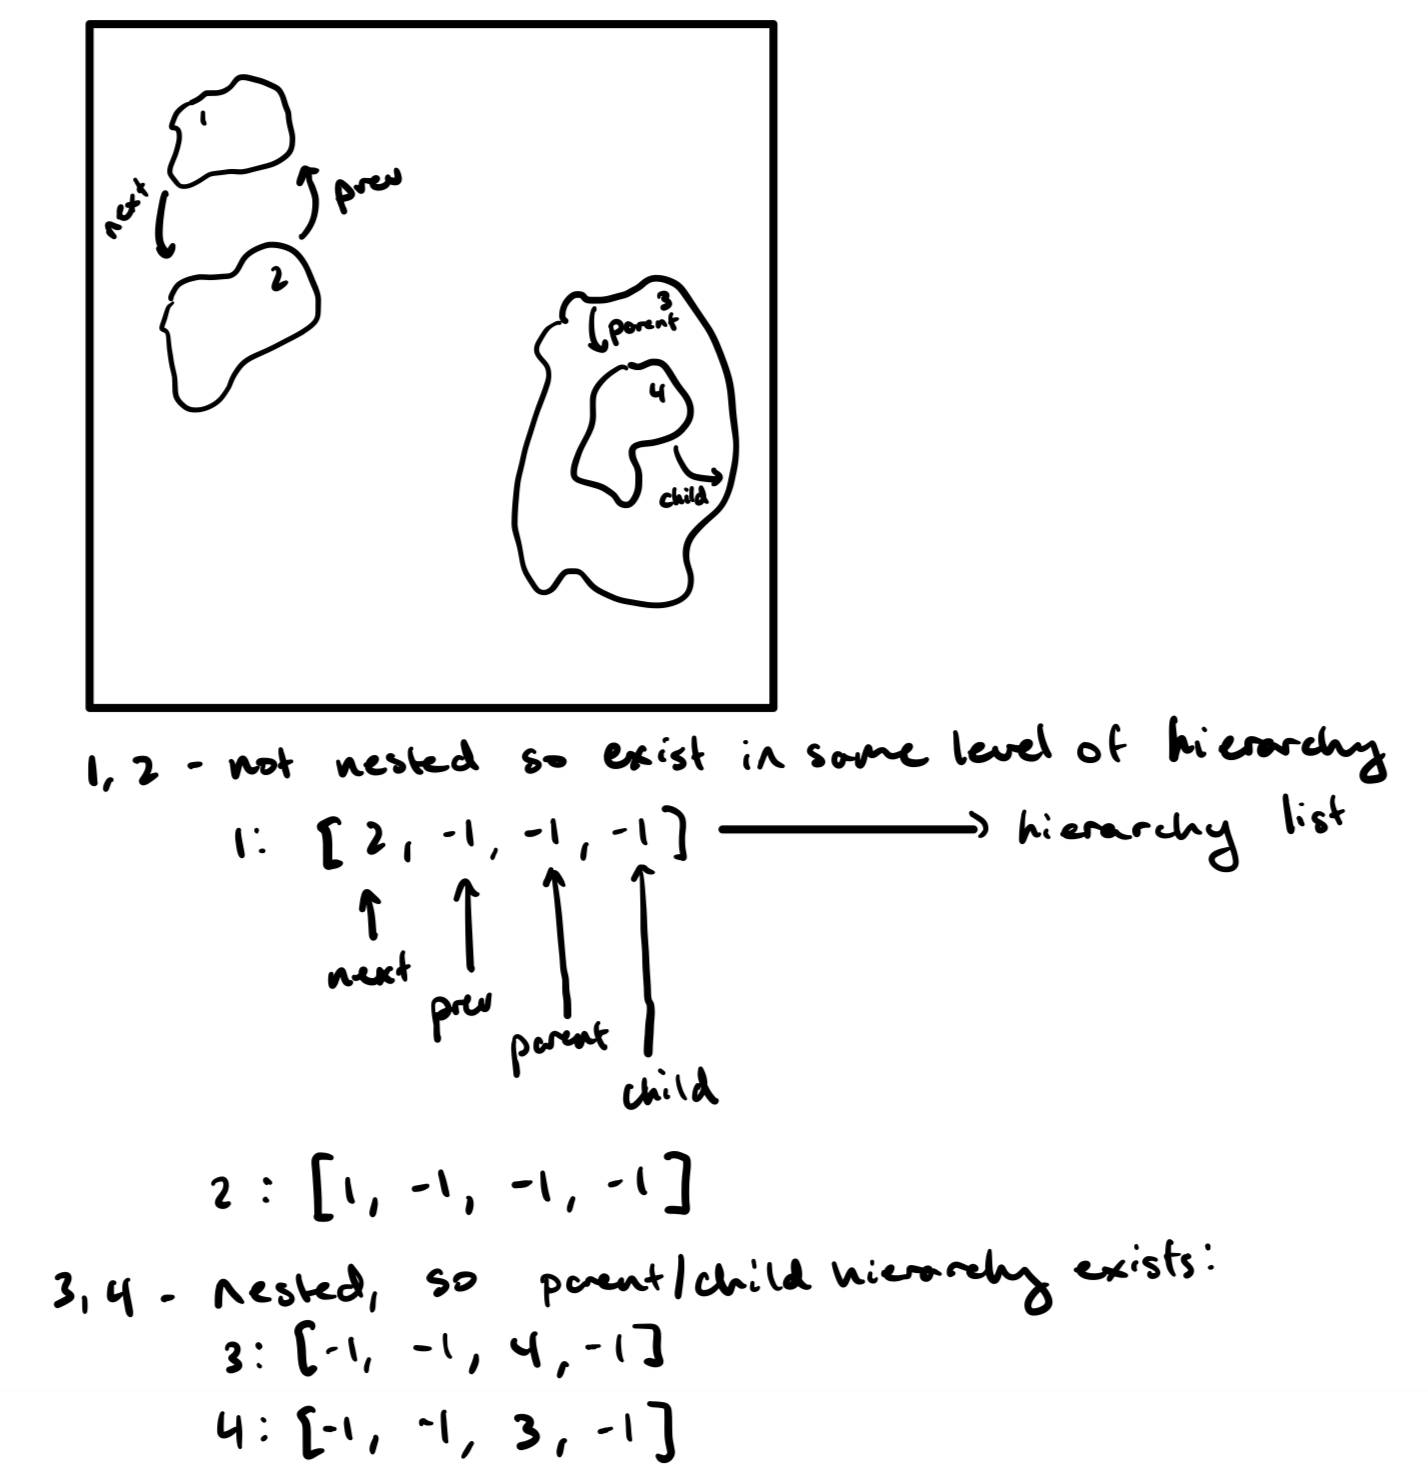 1
next
prev
2
3
parent
4
child
1, 2 - not nested so exist in same level of hierarchy
1: [2, -1, -1, -1] hierarchy list
next
prev
parent
child
2: [1, -1, -1, -1]
3, 4 - nested, so parent/child hierarchy exists:
3: [-1, -1, 4, -1]
4: [-1, -1, 3, -1]